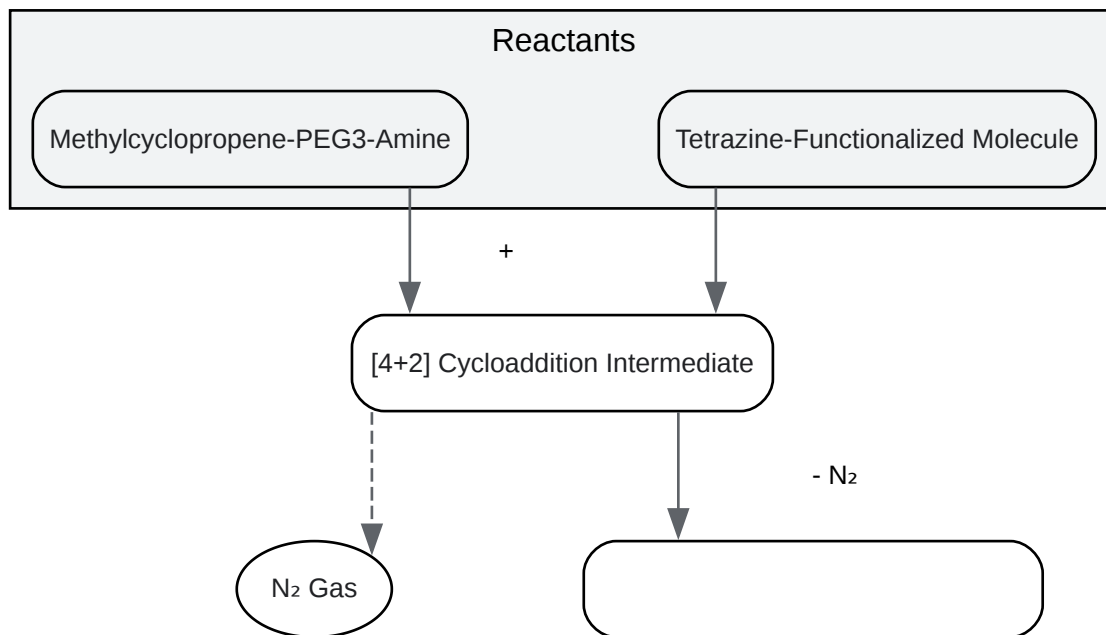 Reactants
Methylcyclopropene-PEG3-Amine
Tetrazine-Functionalized Molecule
+
[4+2] Cycloaddition Intermediate
- N₂
N₂ Gas